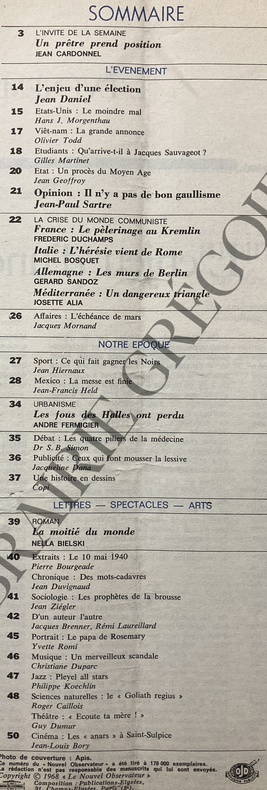 SOMMAIRE
3 L'INVITE DE LA SEMAINE
Un prêtre prend position
JEAN CARDONNEL
L'EVENEMENT
14 L'enjeu d'une élection
Jean Daniel
15 Etats-Unis : Le moindre mal
Hans J. Morgenthau
17 Viêt-nam : La grande annonce
Olivier Todd
18 Etudiants : Qu'arrive-t-il à Jacques Sauvageot ?
Gilles Martinet
20 Etat : Un procès du Moyen Age
Jean Geoffroy
21 Opinion : Il n'y a pas de bon gaullisme
Jean-Paul Sartre
22 LA CRISE DU MONDE COMMUNISTE
France : Le pèlerinage au Kremlin
FREDERIC DUCHAMPS
Italie : L'hérésie vient de Rome
MICHEL BOSQUET
Allemagne : Les murs de Berlin
GERARD SANDOZ
Méditerranée : Un dangereux triangle
JOSETTE ALIA
26 Affaires : L'échéance de mars
Jacques Mornand
NOTRE EPOQUE
27 Sport : Ce qui fait gagner les Noirs
Jean Hiernaux
28 Mexico : La messe est finie
Jean-Francis Held
34 URBANISME
Les fous des Halles ont perdu
ANDRE FERMIGIER
35 Débat : Les quatre piliers de la médecine
Dr S. B. Simon
36 Publicité : Ceux qui font mousser la lessive
Jacqueline Dana
37 Une histoire en dessins
Copi
LETTRES — SPECTACLES — ARTS
39 ROMAN
La moitié du monde
NELLA BIELSKI
40 Extraits : Le 10 mai 1940
Pierre Bourgeade
Chronique : Des mots-cadavres
Jean Duvignaud
41 Sociologie : Les prophètes de la brousse
Jean Ziégler
42 D'un auteur l'autre
Jacques Brenner, Rémi Laureillard
45 Portrait : Le papa de Rosemary
Yvette Romi
46 Musique : Un merveilleux scandale
Christiane Duparc
47 Jazz : Pleyel all stars
Philippe Koechlin
48 Sciences naturelles : le « Goliath regius »
Roger Caillois
Théâtre : « Ecoute ta mère ! »
Guy Dumur
50 Cinéma : Les « anars » à Saint-Sulpice
Jean-Louis Bory
Photo de couverture : Apis.
Ce numéro du « Nouvel Observateur » a été tiré à 179 000 exemplaires.
La rédaction n'est pas responsable des manuscrits qui lui sont envoyés.
Copyright © 1968 « Le Nouvel Observateur »
Composition : Publications-Elysées,
OJD
LIBRAIRIE GRÉGOIRE